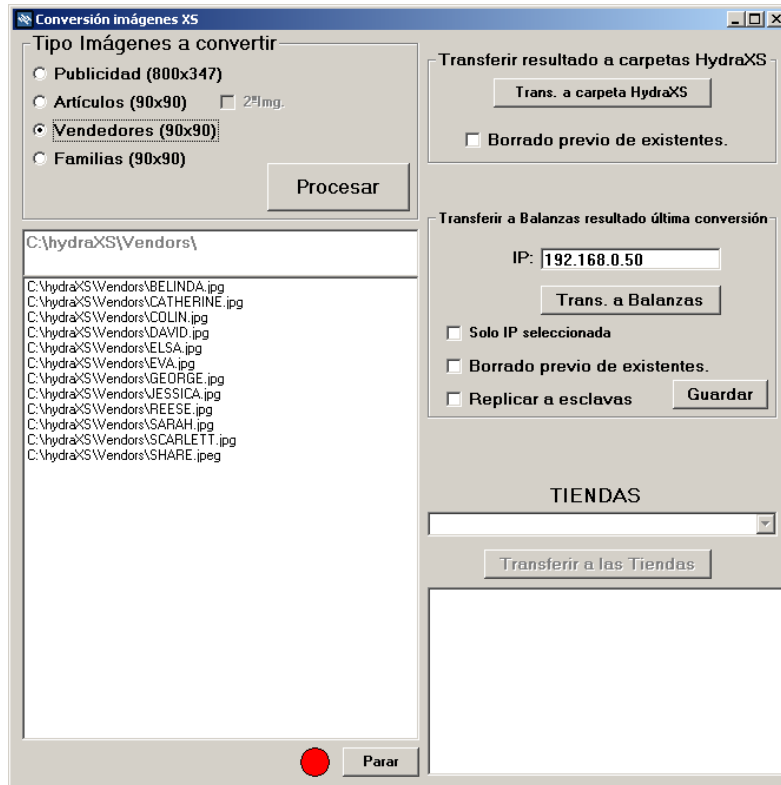 Conversión imágenes XS
Tipo Imágenes a convertir
Publicidad (800x347)
Artículos (90x90)
2ªImg.
Vendedores (90x90)
Familias (90x90)
Procesar
C:\hydraXS\Vendors\
C:\hydraXS\Vendors\BELINDA.jpg
C:\hydraXS\Vendors\CATHERINE.jpg
C:\hydraXS\Vendors\COLIN.jpg
C:\hydraXS\Vendors\DAVID.jpg
C:\hydraXS\Vendors\ELSA.jpg
C:\hydraXS\Vendors\EVA.jpg
C:\hydraXS\Vendors\GEORGE.jpg
C:\hydraXS\Vendors\JESSICA.jpg
C:\hydraXS\Vendors\REESE.jpg
C:\hydraXS\Vendors\SARAH.jpg
C:\hydraXS\Vendors\SCARLETT.jpg
C:\hydraXS\Vendors\SHARE.jpeg
Parar
Transferir resultado a carpetas HydraXS
Trans. a carpeta HydraXS
Borrado previo de existentes.
Transferir a Balanzas resultado última conversión
IP: 192.168.0.50
Trans. a Balanzas
Solo IP seleccionada
Borrado previo de existentes.
Replicar a esclavas
Guardar
TIENDAS
Transferir a las Tiendas